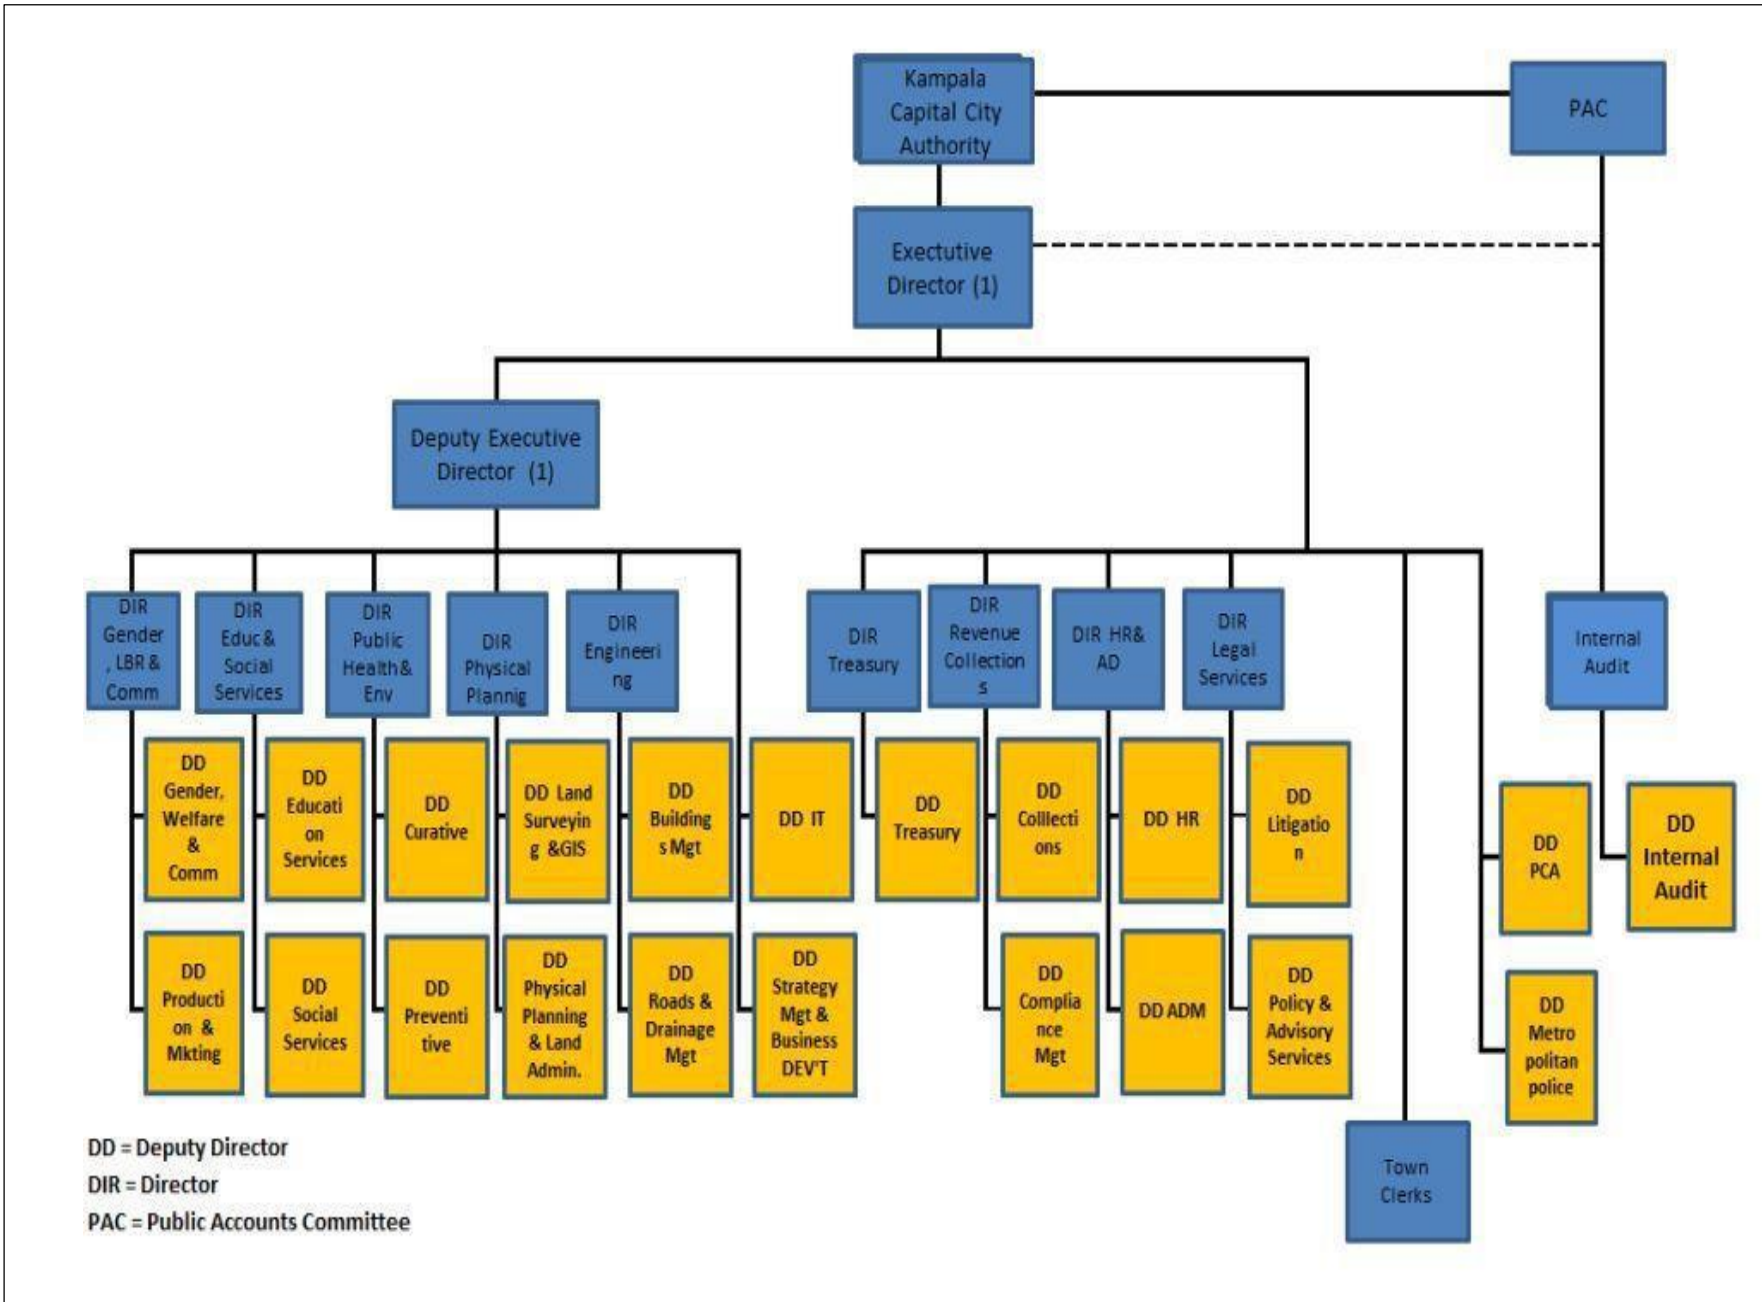 Kampala
Capital City
Authority
PAC
Exectutive
Director (1)
Deputy Executive
Director (1)
DIR
Gender
, LBR &
Comm
DIR
Educ &
Social
Services
DIR
Public
Health &
Env
DIR
Physical
Plannig
DIR
Engineeri
ng
DIR
Treasury
DIR
Revenue
Collection
s
DIR HR&
AD
DIR
Legal
Services
Internal
Audit
DD
Gender,
Welfare
&
Comm
DD
Educati
on
Services
DD
Curative
DD Land
Surveyin
g &GIS
DD
Building
s Mgt
DD IT
DD
Treasury
DD
Colllecti
ons
DD HR
DD
Litigatio
n
DD
PCA
DD
Internal
Audit
DD
Producti
on &
Mkting
DD
Social
Services
DD
Preventi
tive
DD
Physical
Planning
& Land
Admin.
DD
Roads &
Drainage
Mgt
DD
Strategy
Mgt &
Business
DEV'T
DD
Complia
nce
Mgt
DD ADM
DD
Policy &
Advisory
Services
DD
Metro
politan
police
Town
Clerks
DD = Deputy Director
DIR = Director
PAC = Public Accounts Committee